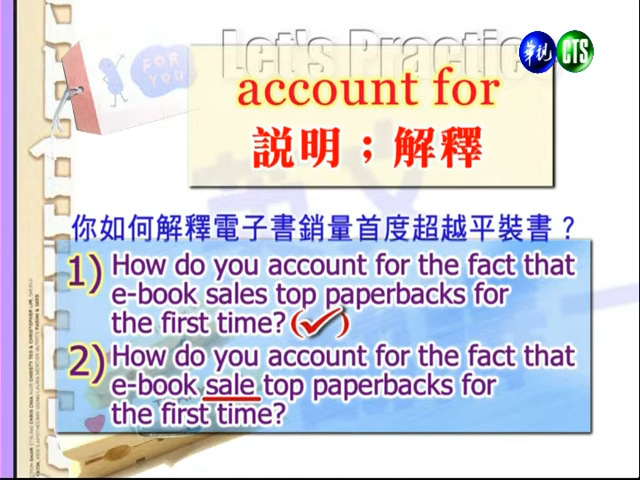 Let's Practice
華視 CTS
FOR
YOU
account for
説明；解釋
你如何解釋電子書銷量首度超越平裝書？
1) How do you account for the fact that
e-book sales top paperbacks for
the first time? (✓)
2) How do you account for the fact that
e-book sale top paperbacks for
the first time?